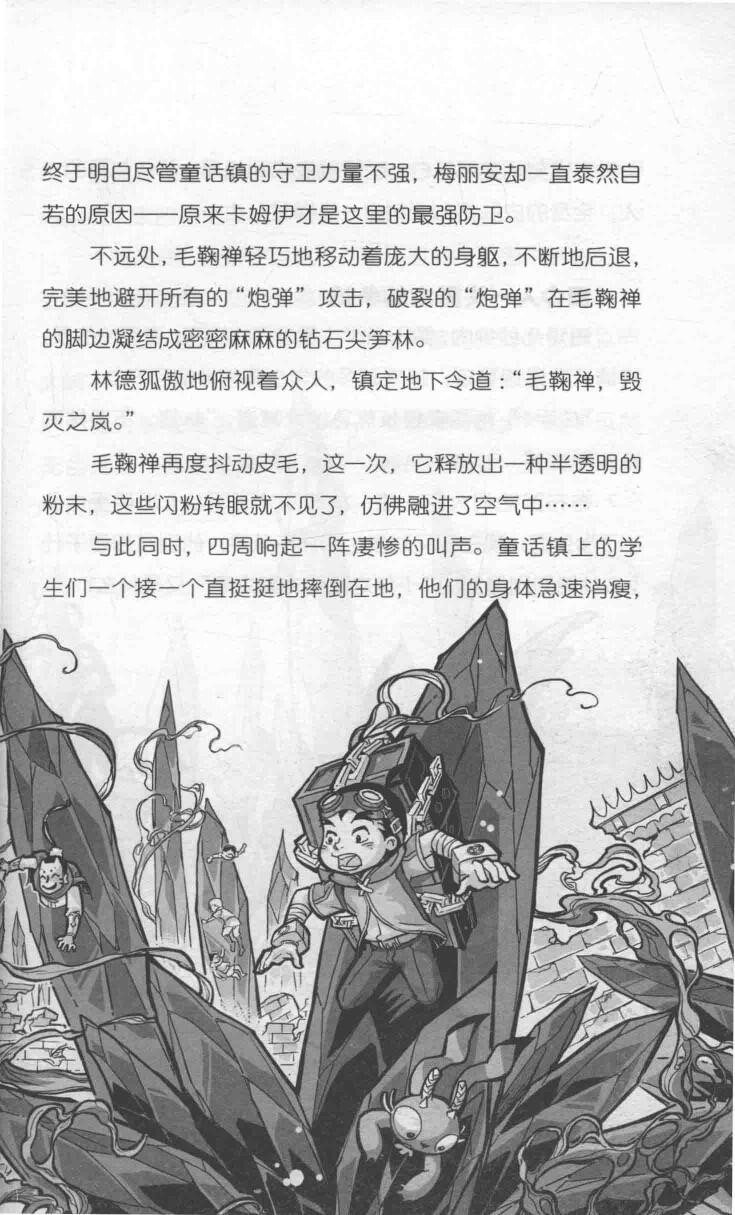 终于明白尽管童话镇的守卫力量不强，梅丽安却一直泰然自
若的原因——原来卡姆伊才是这里的最强防卫。
不远处，毛鞠禅轻巧地移动着庞大的身躯，不断地后退，
完美地避开所有的“炮弹”攻击，破裂的“炮弹”在毛鞠禅
的脚边凝结成密密麻麻的钻石尖笋林。
林德孤傲地俯视着众人，镇定地下令道：“毛鞠禅，毁
灭之岚。”
毛鞠禅再度抖动皮毛，这一次，它释放出一种半透明的
粉末，这些闪粉转眼就不见了，仿佛融进了空气中……
与此同时，四周响起一阵凄惨的叫声。童话镇上的学
生们一个接一个直挺挺地摔倒在地，他们的身体急速消瘦，